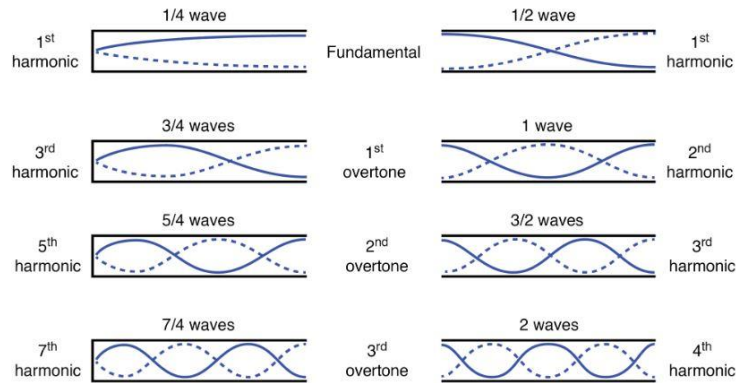 1/4 wave
1/2 wave
1st harmonic
Fundamental
1st harmonic
3/4 waves
1 wave
3rd harmonic
1st overtone
2nd harmonic
5/4 waves
3/2 waves
5th harmonic
2nd overtone
3rd harmonic
7/4 waves
2 waves
7th harmonic
3rd overtone
4th harmonic